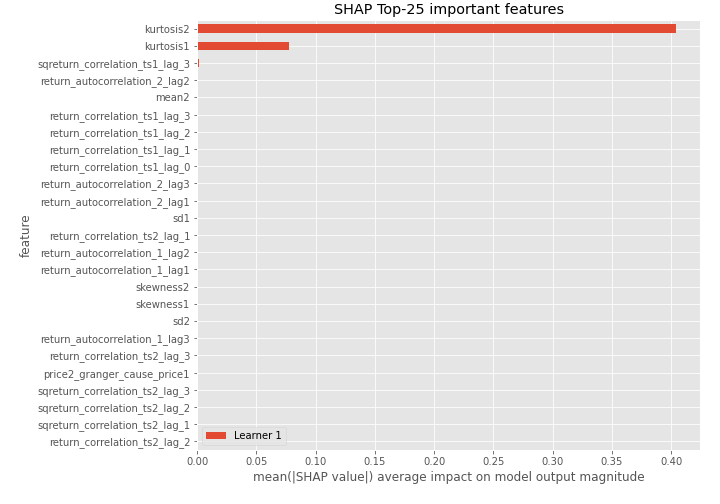 SHAP Top-25 important features
kurtosis2
kurtosis1
sqreturn_correlation_ts1_lag_3
return_autocorrelation_2_lag2
mean2
return_correlation_ts1_lag_3
return_correlation_ts1_lag_2
return_correlation_ts1_lag_1
return_correlation_ts1_lag_0
return_autocorrelation_2_lag3
return_autocorrelation_2_lag1
sd1
return_correlation_ts2_lag_1
return_autocorrelation_1_lag2
return_autocorrelation_1_lag1
skewness2
skewness1
sd2
return_autocorrelation_1_lag3
return_correlation_ts2_lag_3
price2_granger_cause_price1
sqreturn_correlation_ts2_lag_3
sqreturn_correlation_ts2_lag_2
sqreturn_correlation_ts2_lag_1
return_correlation_ts2_lag_2
feature
Learner 1
0.00 0.05 0.10 0.15 0.20 0.25 0.30 0.35 0.40
mean(|SHAP value|) average impact on model output magnitude